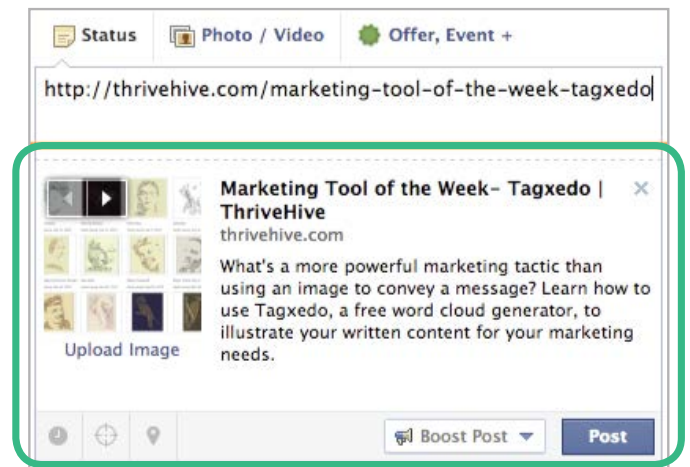 Status Photo / Video Offer, Event +
http://thrivehive.com/marketing-tool-of-the-week-tagxedo
Marketing Tool of the Week– Tagxedo |
ThriveHive
thrivehive.com
What's a more powerful marketing tactic than
using an image to convey a message? Learn how to
use Tagxedo, a free word cloud generator, to
illustrate your written content for your marketing
needs.
Upload Image
Boost Post
Post